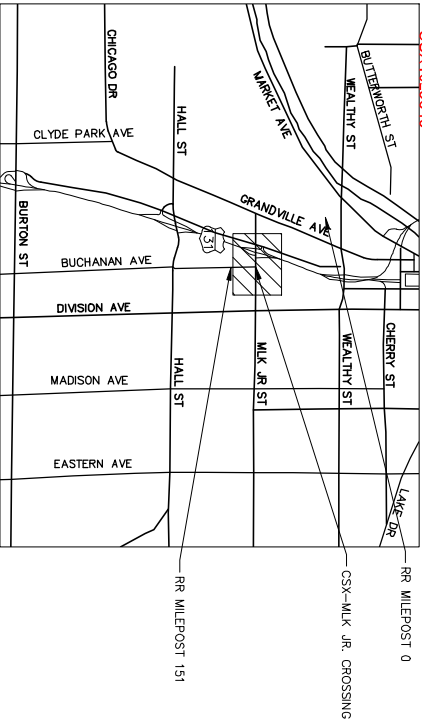 CHICAGO DR
BUTTERWORTH ST
MARKET AVE
WEALTHY ST
HALL ST
CLYDE PARK AVE
GRANDVILLE AVE
131
BURTON ST
BUCHANAN AVE
DIVISION AVE
MLK JR ST
WEALTHY ST
CHERRY ST
HALL ST
MADISON AVE
EASTERN AVE
LAKE DR
RR MILEPOST 0
CSX-MLK JR. CROSSING
RR MILEPOST 151